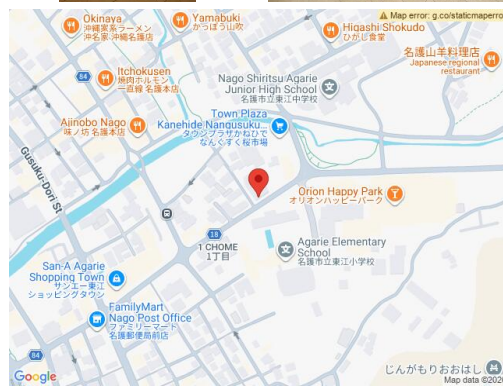 Map error: g.co/staticmaperro
Okinaya
沖縄家系ラーメン
沖名家 沖縄名護店
Yamabuki
かっぽう山吹
Higashi Shokudo
ひがし食堂
名護山羊料理店
Japanese regional
restaurant
84
Itchokusen
焼肉ホルモン
一直線 名護本店
Nago Shiritsu Agarie
Junior High School
名護市立東江中学校
Ajinobo Nago
味ノ坊 名護本店
Town Plaza
Kanehide Nangusuku...
タウンプラザかねひで
なんぐすく桜市場
Gusuku-Dori St
Orion Happy Park
オリオンハッピーパーク
18
1 CHOME
1丁目
Agarie Elementary
School
名護市立東江小学校
San-A Agarie
Shopping Town
サンエー東江
ショッピングタウン
FamilyMart
Nago Post Office
ファミリーマート
名護郵便局前店
84
じんがもりおおはし
Google
Map data ©202